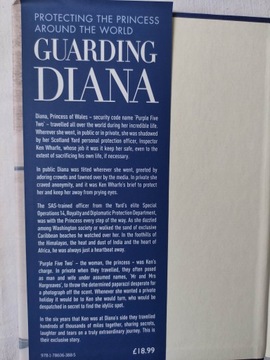 PROTECTING THE PRINCESS
AROUND THE WORLD
GUARDING
DIANA
Diana, Princess of Wales – security code name 'Purple Five
Two' – travelled all over the world during her incredible life.
Wherever she went, in public or in private, she was shadowed
by her Scotland Yard personal protection officer, Inspector
Ken Wharfe, whose job was it to keep her safe, even to the
extent of sacrificing his own life, if necessary.
In public Diana was fêted wherever she went, greeted by
adoring crowds and fawned over by the media. In private she
craved anonymity, and it was Ken Wharfe's brief to protect
her and keep her away from prying eyes.
The SAS-trained officer from the Yard's elite Special
Operations 14, Royalty and Diplomatic Protection Department,
was with the Princess every step of the way. As she dazzled
among Washington society or walked the sand of exclusive
Caribbean beaches he watched over her. In the foothills of
the Himalayas, the heat and dust of India and the heart of
Africa, he was always just a heartbeat away.
'Purple Five Two' – the woman, the princess – was Ken's
charge. In private when they travelled, they often posed
as man and wife under assumed names, 'Mr and Mrs
Hargreaves', to throw the determined paparazzi desperate for
a photograph off the scent. Whenever she wanted a private
holiday it would be to Ken she would turn, who would be
despatched in secret to find the idyllic spot.
In the six years that Ken was at Diana's side they travelled
hundreds of thousands of miles together, sharing secrets,
laughter and tears on a truly extraordinary journey. This is
their exclusive story.
£18.99